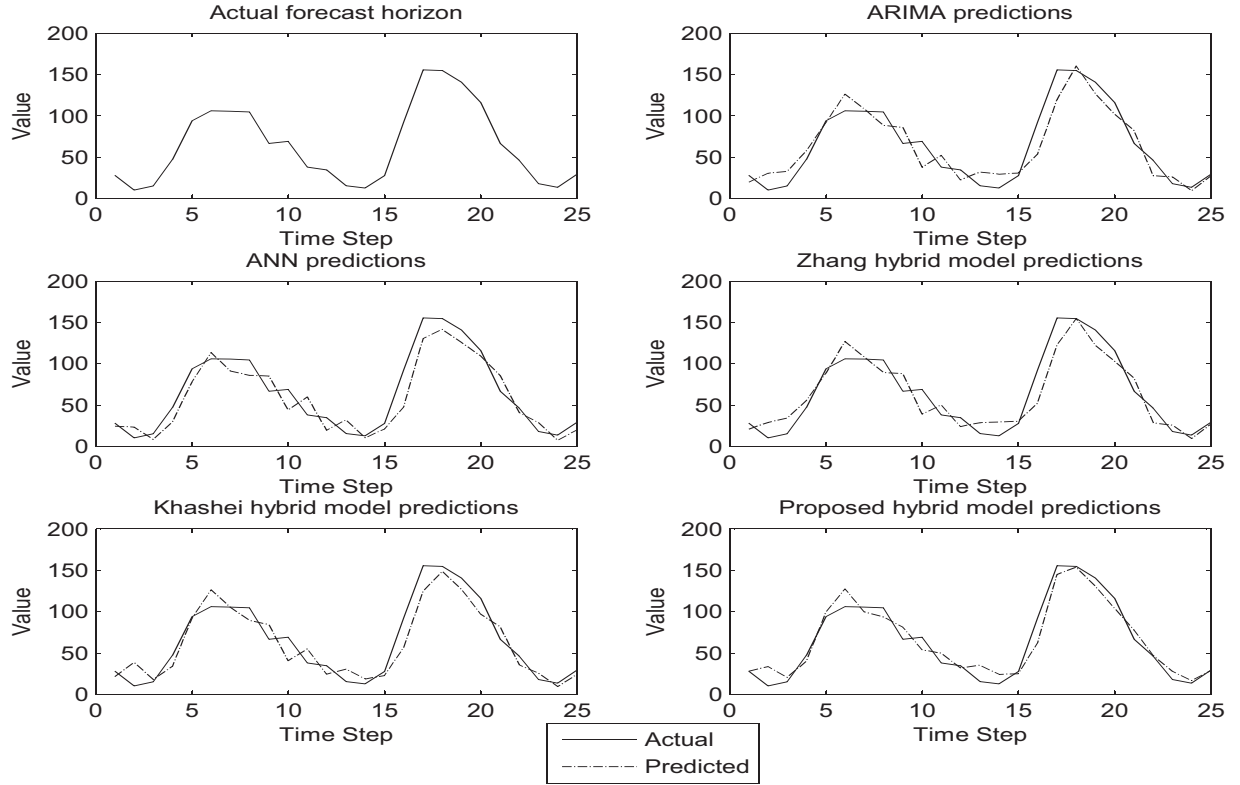 Actual forecast horizon
200
150
100
50
0
0 5 10 15 20 25
Value
Time Step
ARIMA predictions
200
150
100
50
0
0 5 10 15 20 25
Value
Time Step
ANN predictions
200
150
100
50
0
0 5 10 15 20 25
Value
Time Step
Zhang hybrid model predictions
200
150
100
50
0
0 5 10 15 20 25
Value
Time Step
Khashei hybrid model predictions
200
150
100
50
0
0 5 10 15 20 25
Value
Time Step
Proposed hybrid model predictions
200
150
100
50
0
0 5 10 15 20 25
Value
Time Step
Actual
Predicted